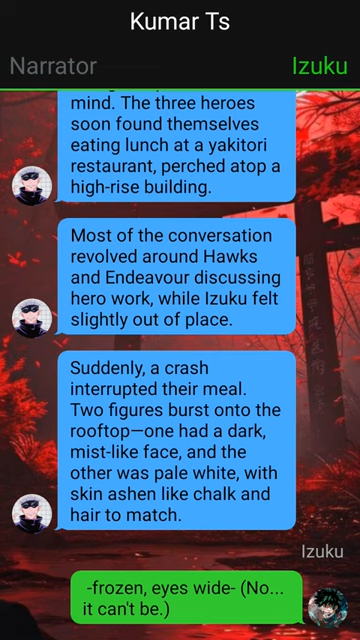 Kumar Ts
Narrator
Izuku
mind. The three heroes
soon found themselves
eating lunch at a yakitori
restaurant, perched atop a
high-rise building.
Most of the conversation
revolved around Hawks
and Endeavour discussing
hero work, while Izuku felt
slightly out of place.
Suddenly, a crash
interrupted their meal.
Two figures burst onto the
rooftop—one had a dark,
mist-like face, and the
other was pale white, with
skin ashen like chalk and
hair to match.
Izuku
-frozen, eyes wide- (No...
it can't be.)